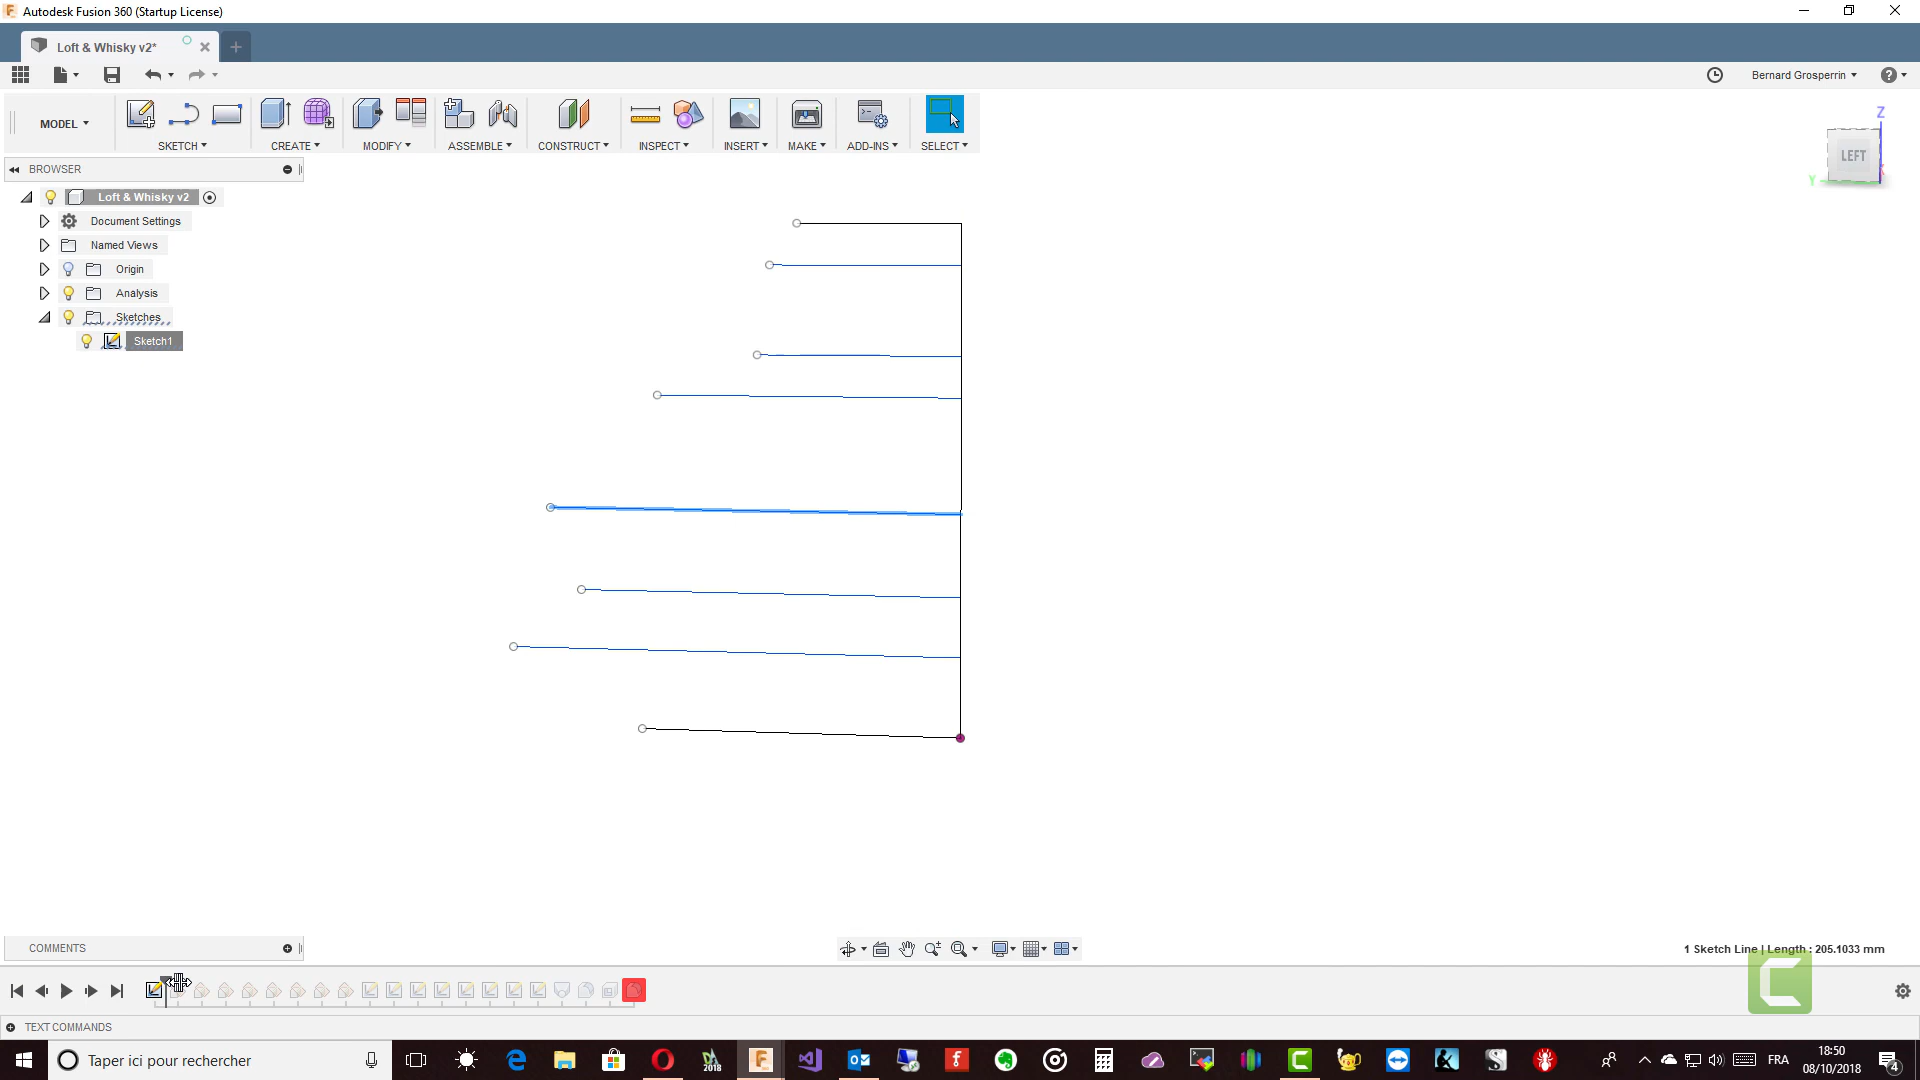 Autodesk Fusion 360 (Startup License)
Loft & Whisky v2*
Bernard Grosperrin
MODEL
SKETCH CREATE MODIFY ASSEMBLE CONSTRUCT INSPECT INSERT MAKE ADD-INS SELECT
Z
LEFT
Y
BROWSER
Loft & Whisky v2
Document Settings
Named Views
Origin
Analysis
Sketches
Sketch1
COMMENTS
1 Sketch Line | Length : 205.1033 mm
TEXT COMMANDS
Taper ici pour rechercher
2018
FRA
18:50
08/10/2018
4